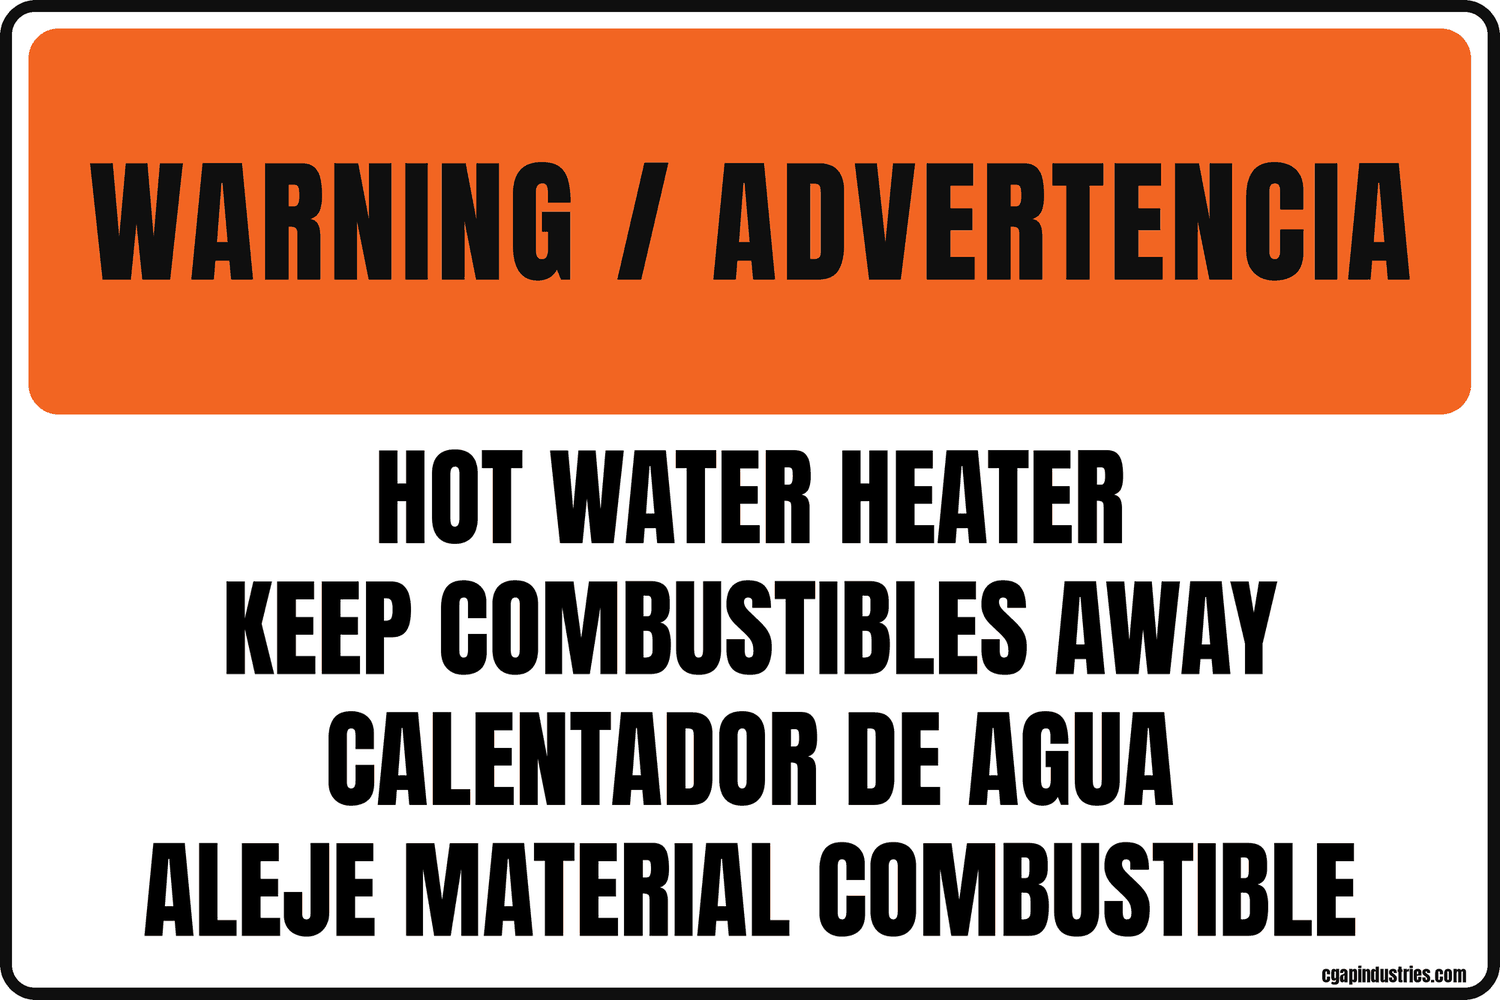 WARNING / ADVERTENCIA
HOT WATER HEATER
KEEP COMBUSTIBLES AWAY
CALENTADOR DE AGUA
ALEJE MATERIAL COMBUSTIBLE
cgapindustries.com